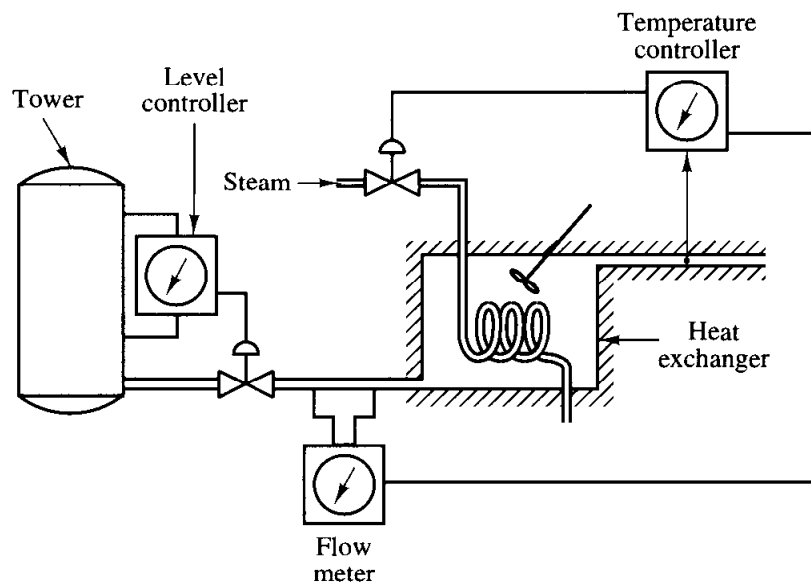 Temperature
controller
Level
controller
Tower
Steam
Heat
exchanger
Flow
meter